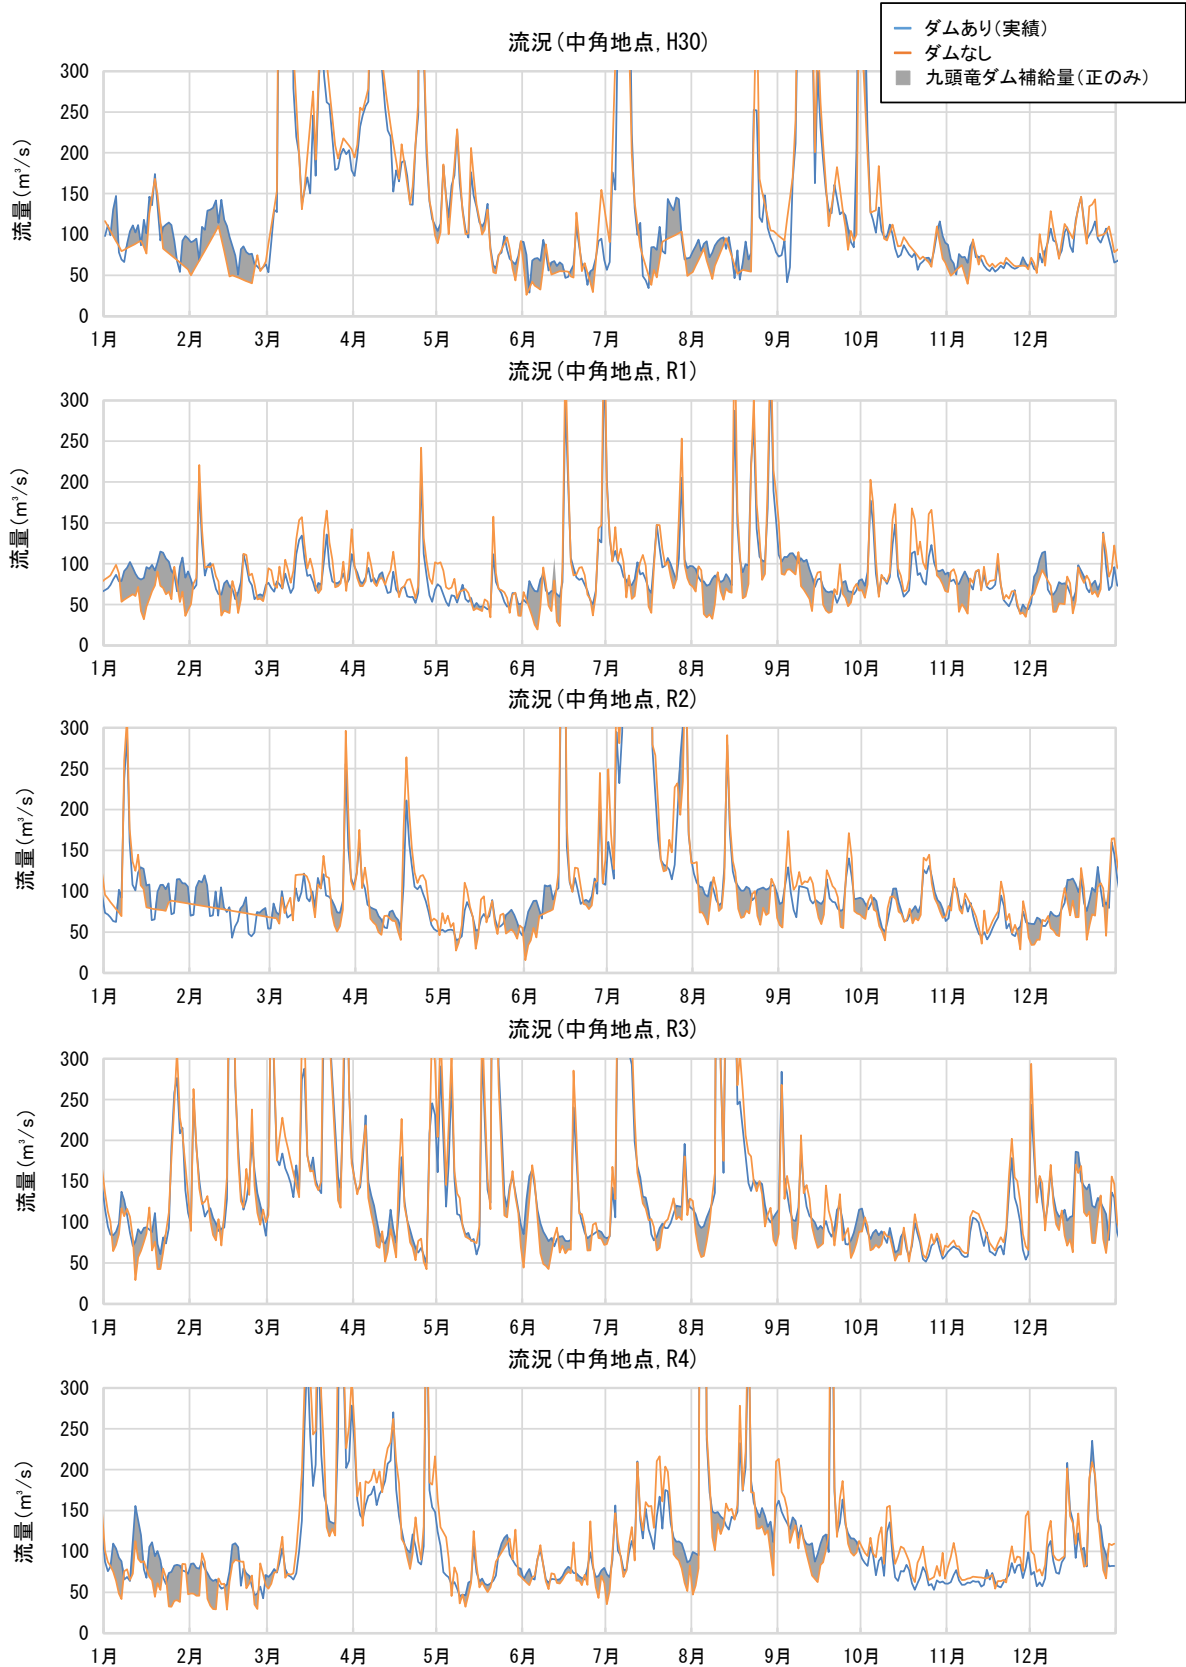 ダムあり(実績)
ダムなし
九頭竜ダム補給量(正のみ)
流況(中角地点, H30)
流量(m³/s)
300
250
200
150
100
50
0
1月 2月 3月 4月 5月 6月 7月 8月 9月 10月 11月 12月
流況(中角地点, R1)
流量(m³/s)
300
250
200
150
100
50
0
1月 2月 3月 4月 5月 6月 7月 8月 9月 10月 11月 12月
流況(中角地点, R2)
流量(m³/s)
300
250
200
150
100
50
0
1月 2月 3月 4月 5月 6月 7月 8月 9月 10月 11月 12月
流況(中角地点, R3)
流量(m³/s)
300
250
200
150
100
50
0
1月 2月 3月 4月 5月 6月 7月 8月 9月 10月 11月 12月
流況(中角地点, R4)
流量(m³/s)
300
250
200
150
100
50
0
1月 2月 3月 4月 5月 6月 7月 8月 9月 10月 11月 12月